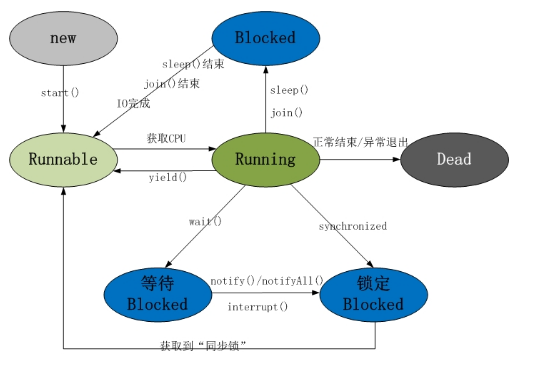 new
Blocked
sleep()结束
start()
sleep()
join()结束
IO完成
join()
获取CPU
正常结束/异常退出
Runnable
Running
Dead
yield()
wait()
synchronized
等待
Blocked
notify()/notifyAll()
interrupt()
锁定
Blocked
获取到“同步锁”